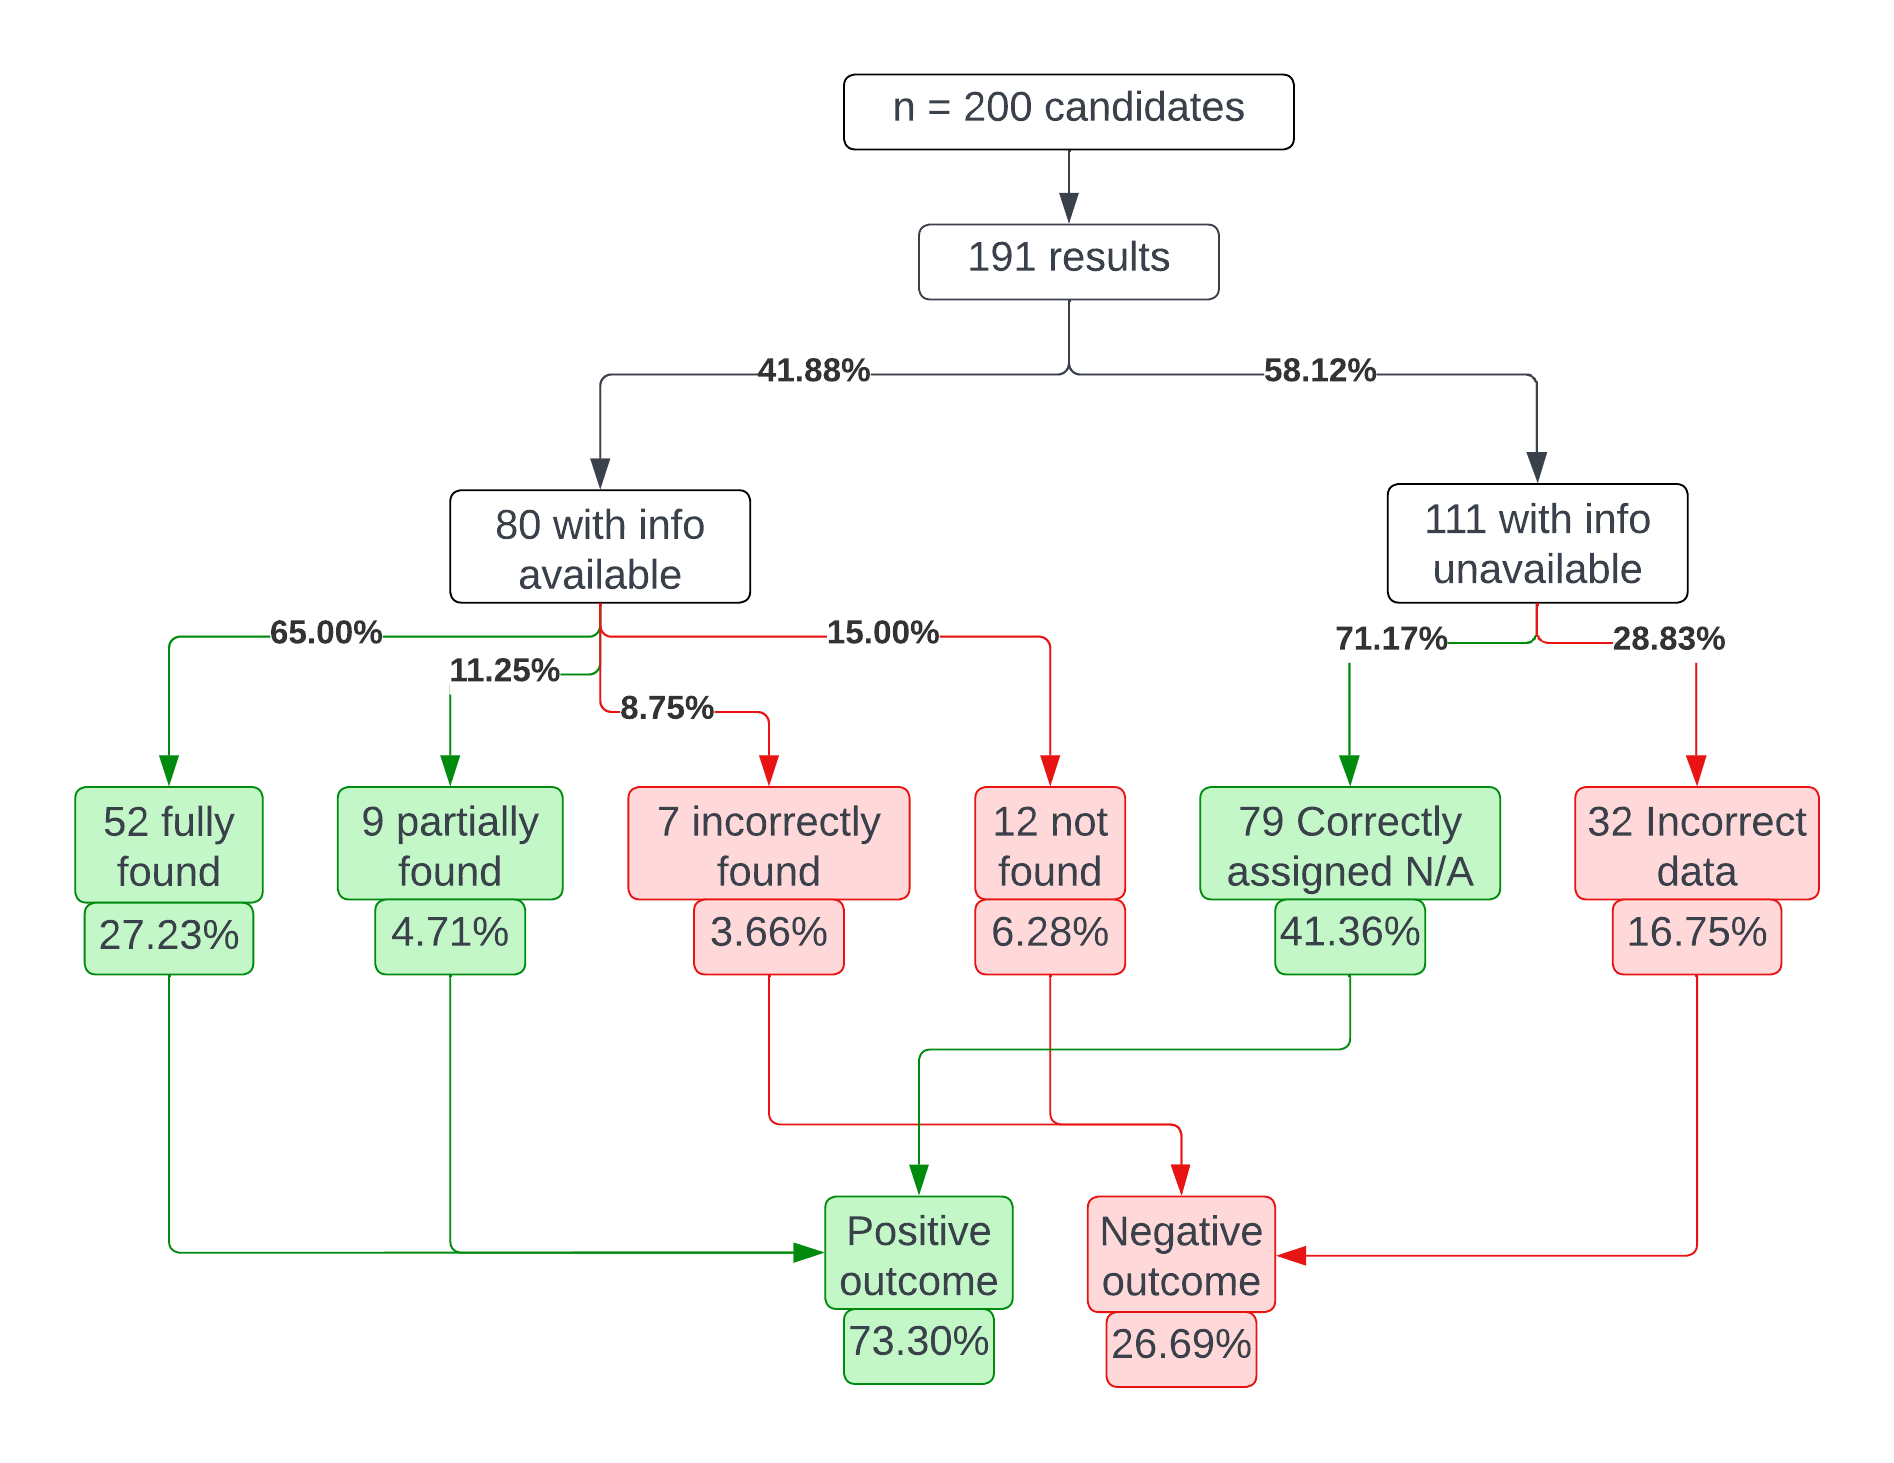 n = 200 candidates
191 results
41.88%
58.12%
80 with info
available
111 with info
unavailable
65.00%
11.25%
8.75%
15.00%
71.17%
28.83%
52 fully
found
27.23%
9 partially
found
4.71%
7 incorrectly
found
3.66%
12 not
found
6.28%
79 Correctly
assigned N/A
41.36%
32 Incorrect
data
16.75%
Positive
outcome
73.30%
Negative
outcome
26.69%